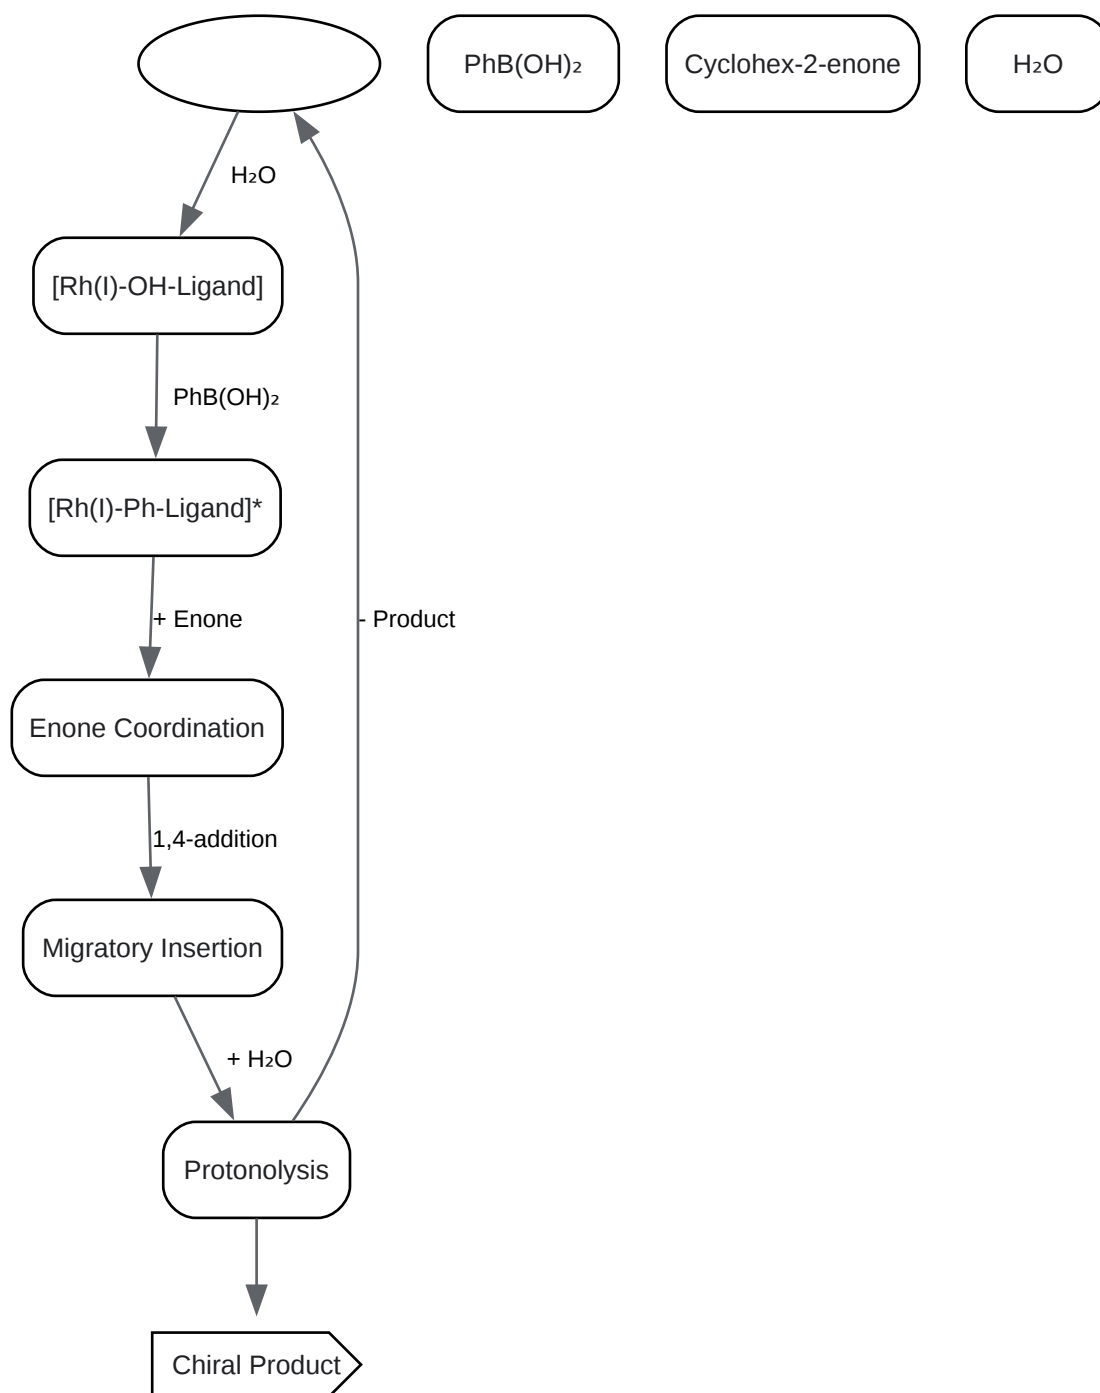 PhB(OH)₂
Cyclohex-2-enone
H₂O
H₂O
[Rh(I)-OH-Ligand]
PhB(OH)₂
[Rh(I)-Ph-Ligand]*
+ Enone
- Product
Enone Coordination
1,4-addition
Migratory Insertion
+ H₂O
Protonolysis
Chiral Product